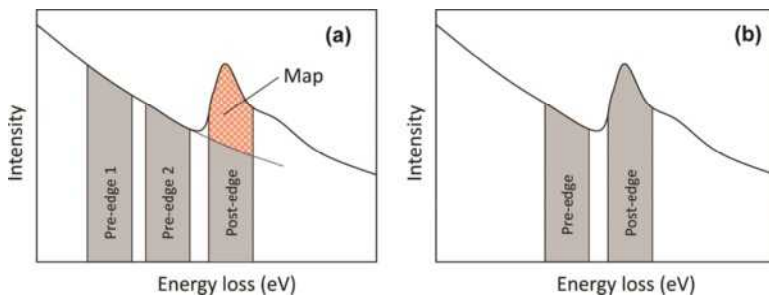 (a)
Map
Intensity
Pre-edge 1
Pre-edge 2
Post-edge
Energy loss (eV)
(b)
Intensity
Pre-edge
Post-edge
Energy loss (eV)